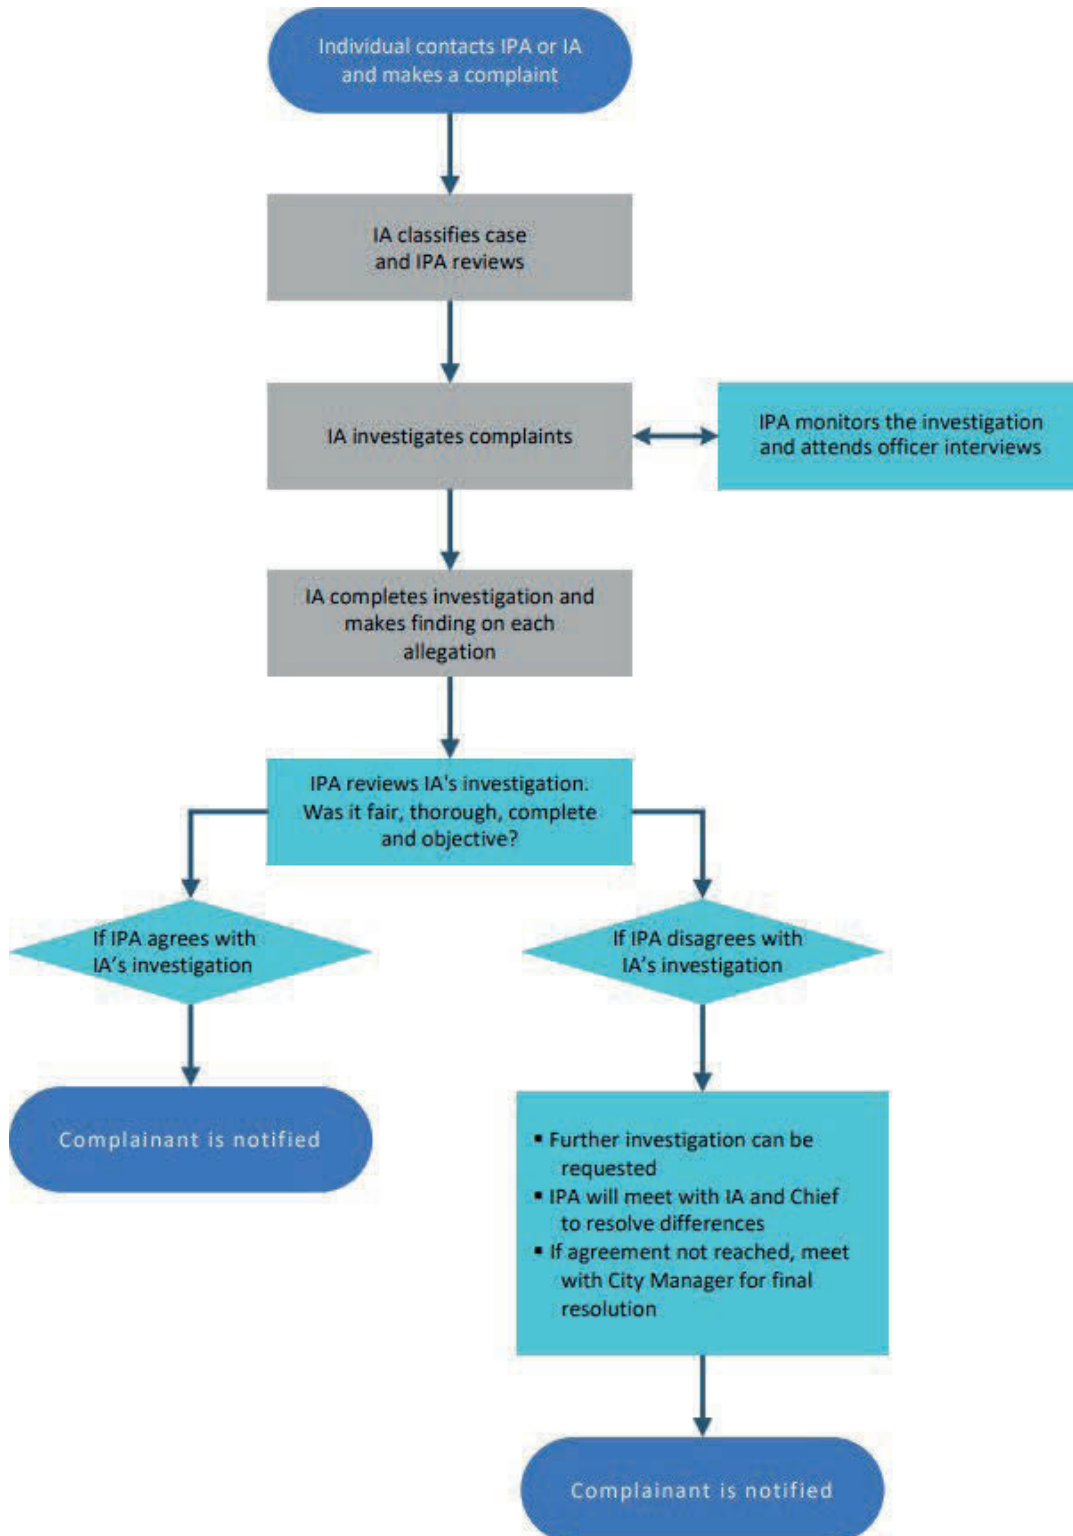 Individual contacts IPA or IA
and makes a complaint
IA classifies case
and IPA reviews
IA investigates complaints
IPA monitors the investigation
and attends officer interviews
IA completes investigation and
makes finding on each
allegation
IPA reviews IA's investigation.
Was it fair, thorough, complete
and objective?
If IPA agrees with
IA’s investigation
If IPA disagrees with
IA’s investigation
Complainant is notified
▪ Further investigation can be
requested
▪ IPA will meet with IA and Chief
to resolve differences
▪ If agreement not reached, meet
with City Manager for final
resolution
Complainant is notified